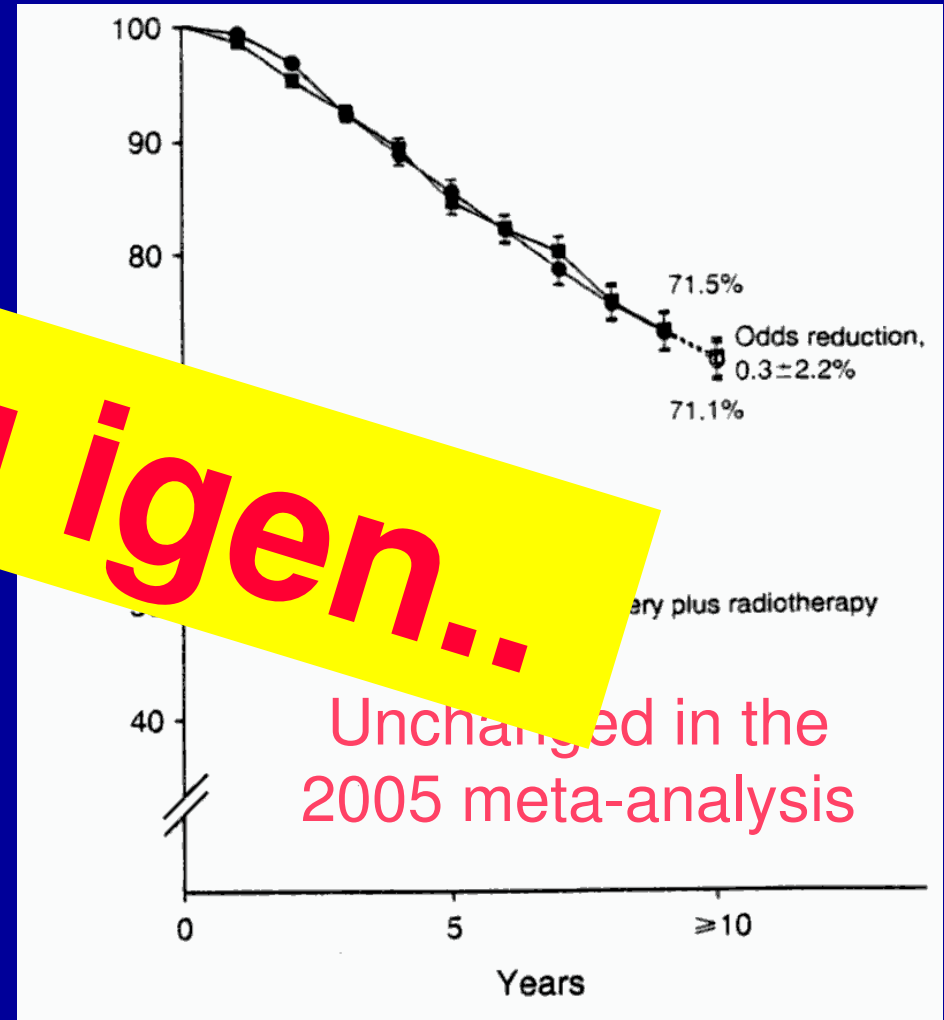 100
90
80
71.5%
Odds reduction,
0.3±2.2%
71.1%
igen..
plus radiotherapy
40
Unchanged in the
2005 meta-analysis
0 5 ≥10
Years